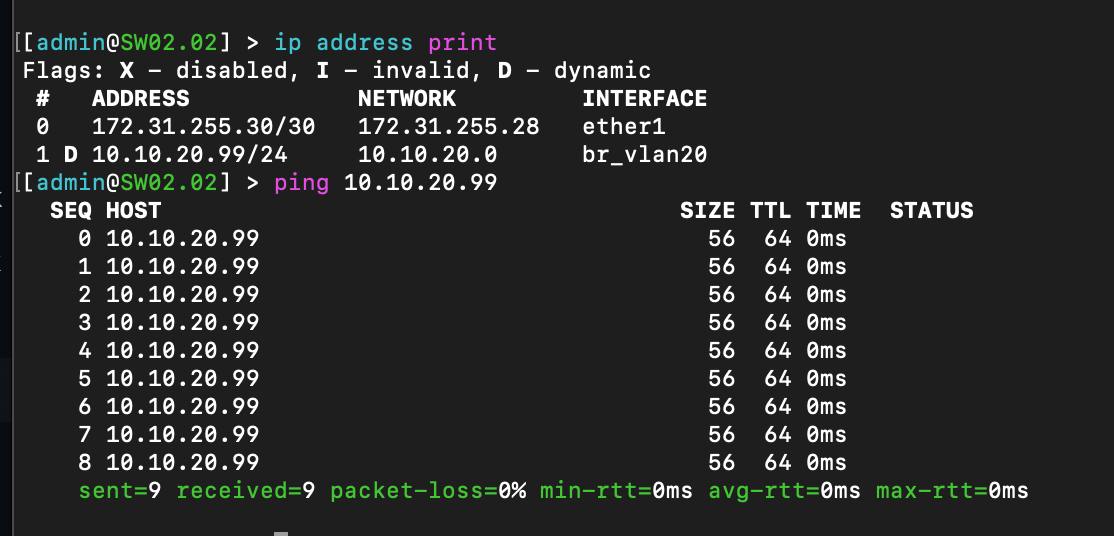 [[admin@SW02.02] > ip address print
Flags: X - disabled, I - invalid, D - dynamic
#   ADDRESS            NETWORK         INTERFACE
0   172.31.255.30/30   172.31.255.28   ether1
1 D 10.10.20.99/24     10.10.20.0      br_vlan20
[[admin@SW02.02] > ping 10.10.20.99
SEQ HOST                                     SIZE TTL TIME  STATUS
0 10.10.20.99                                56  64 0ms
1 10.10.20.99                                56  64 0ms
2 10.10.20.99                                56  64 0ms
3 10.10.20.99                                56  64 0ms
4 10.10.20.99                                56  64 0ms
5 10.10.20.99                                56  64 0ms
6 10.10.20.99                                56  64 0ms
7 10.10.20.99                                56  64 0ms
8 10.10.20.99                                56  64 0ms
sent=9 received=9 packet-loss=0% min-rtt=0ms avg-rtt=0ms max-rtt=0ms